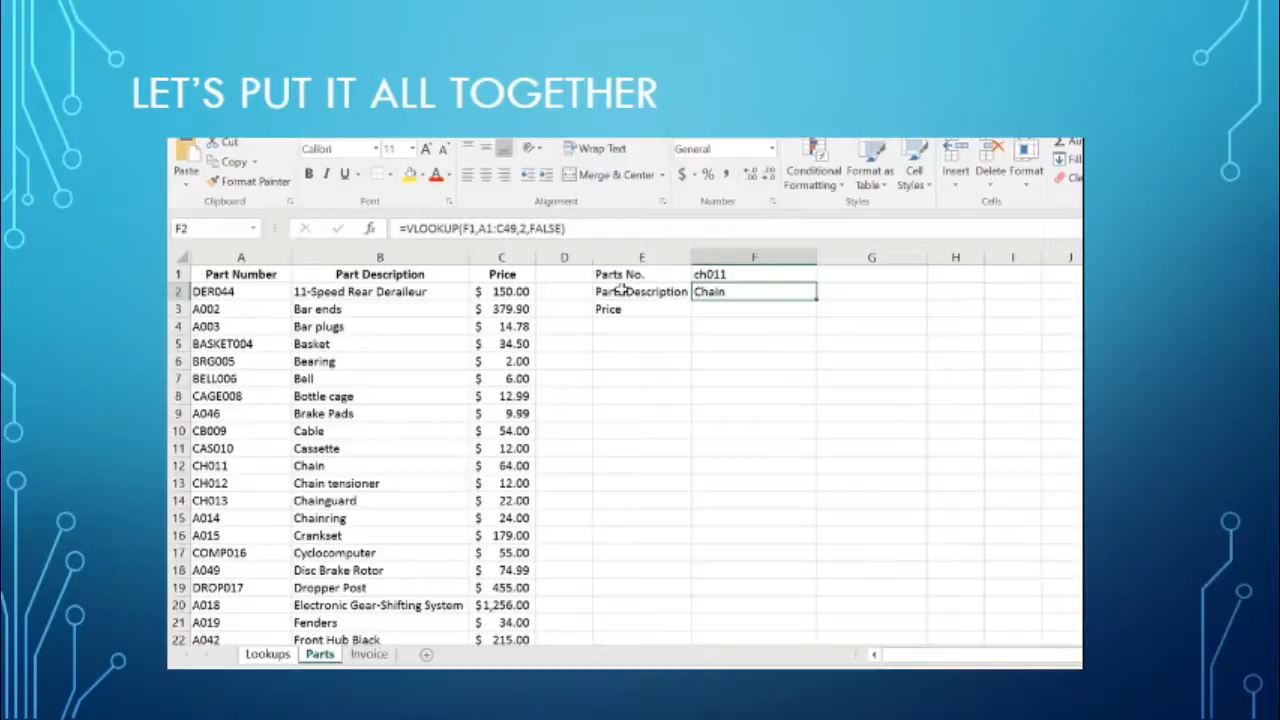 LET'S PUT IT ALL TOGETHER
Cut
Copy
Format Painter
Paste
Clipboard
Calibri 11 A A
B I U A
Font
Wrap Text
Merge & Center
Alignment
General
$ % ,
Number
Conditional Formatting
Format as Table
Cell Styles
Styles
Insert Delete Format
Cells
F2 fx =VLOOKUP(F1,A1:C49,2,FALSE)
A B C D E F G H I J
1 Part Number Part Description Price Parts No. ch011
2 DER044 11-Speed Rear Deraileur $ 150.00 Parts Description Chain
3 A002 Bar ends $ 379.90 Price
4 A003 Bar plugs $ 14.78
5 BASKET004 Basket $ 34.50
6 BRG005 Bearing $ 2.00
7 BELL006 Bell $ 6.00
8 CAGE008 Bottle cage $ 12.99
9 A046 Brake Pads $ 9.99
10 CB009 Cable $ 54.00
11 CAS010 Cassette $ 12.00
12 CH011 Chain $ 64.00
13 CH012 Chain tensioner $ 12.00
14 CH013 Chainguard $ 22.00
15 A014 Chainring $ 24.00
16 A015 Crankset $ 179.00
17 COMP016 Cyclocomputer $ 55.00
18 A049 Disc Brake Rotor $ 74.99
19 DROP017 Dropper Post $ 455.00
20 A018 Electronic Gear-Shifting System $1,256.00
21 A019 Fenders $ 34.00
22 A042 Front Hub Black $ 215.00
Lookups Parts Invoice